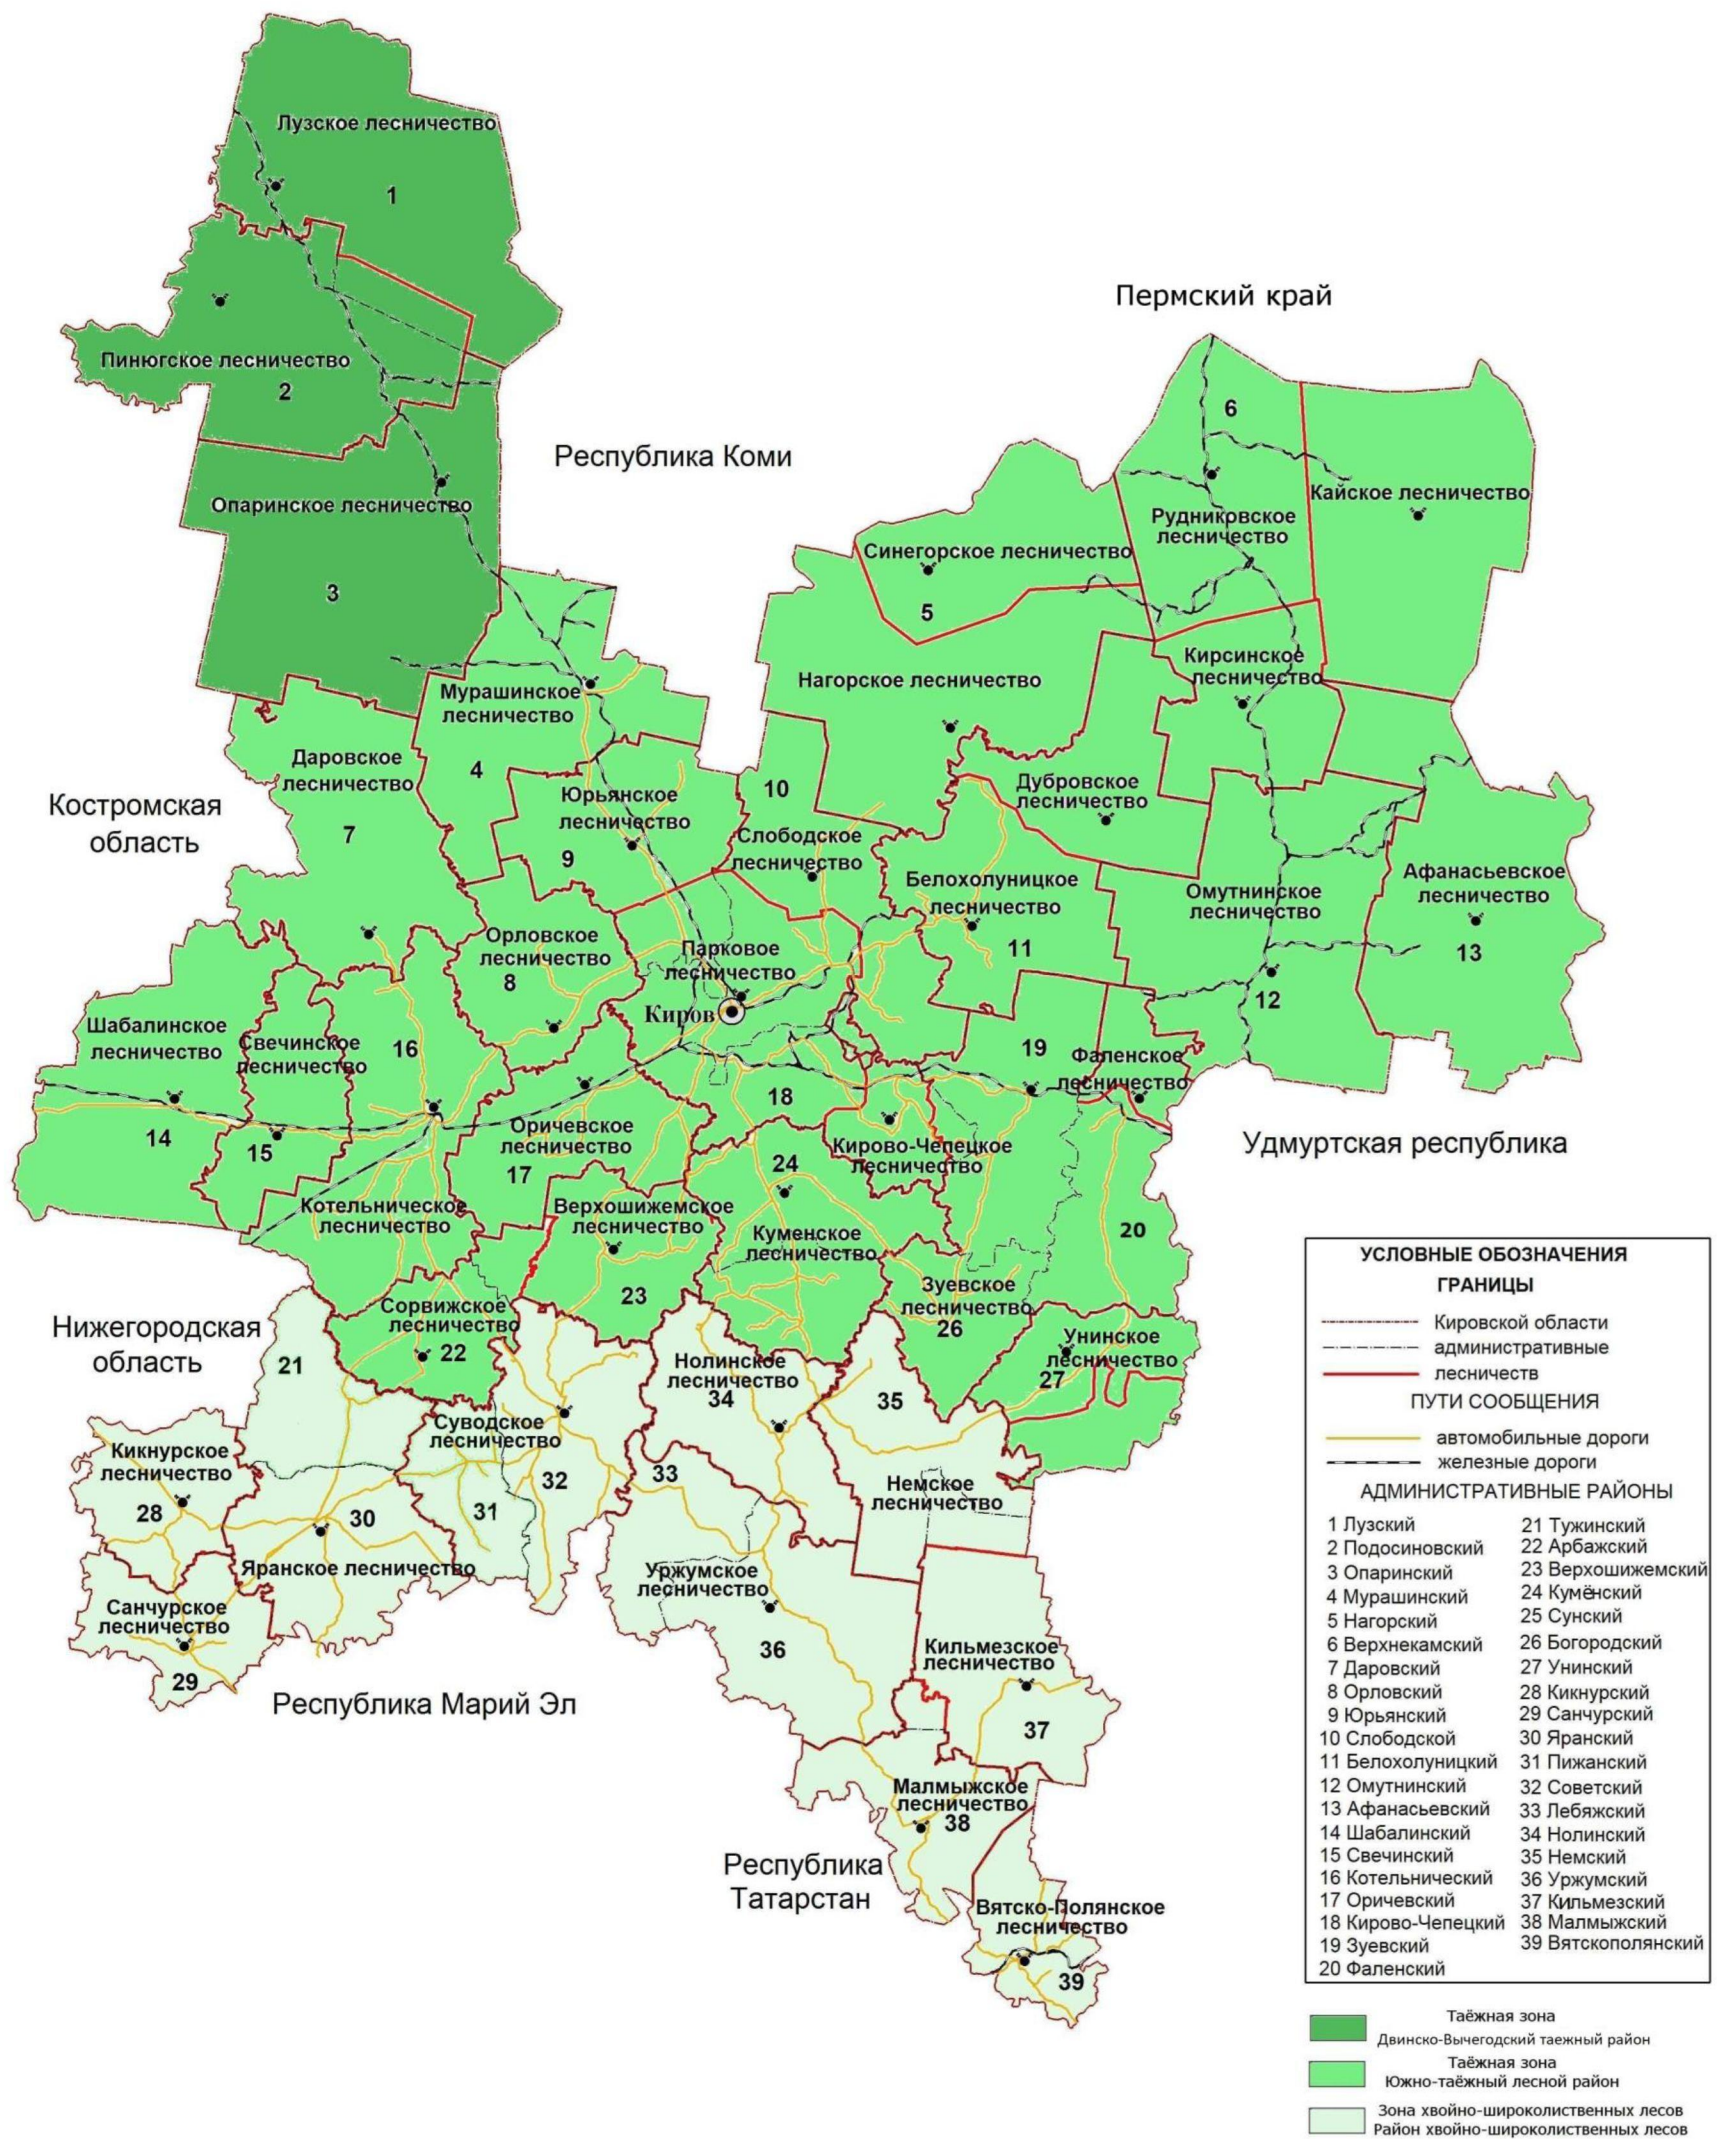 Лузское лесничество
1
Пинюгское лесничество
2
Опаринское лесничество
3
Республика Коми
Пермский край
6
Рудниковское
лесничество
Кайское лесничество
Синегорское лесничество
5
Нагорское лесничество
Кирсинское
лесничество
Мурашинское
лесничество
4
Даровское
лесничество
7
Костромская
область
Юрьянское
лесничество
9
10
Слободское
лесничество
Дубровское
лесничество
Белохолуницкое
лесничество
11
Омутнинское
лесничество
12
Афанасьевское
лесничество
13
Орловское
лесничество
8
Парковое
лесничество
Киров
Шабалинское
лесничество
14
Свечинское
лесничество
15
16
Котельническое
лесничество
Оричевское
лесничество
17
18
19
Фаленское
лесничество
20
Кирово-Чепецкое
лесничество
24
Куменское
лесничество
Верхошижемское
лесничество
23
Удмуртская республика
Зуевское
лесничество
26
Унинское
лесничество
27
Нижегородская
область
21
Сорвижское
лесничество
22
Нолинское
лесничество
34
35
Немское
лесничество
Кикнурское
лесничество
28
Суводское
лесничество
31
32
33
30
Яранское лесничество
Санчурское
лесничество
29
Республика Марий Эл
Уржумское
лесничество
36
Кильмезское
лесничество
37
Малмыжское
лесничество
38
Республика
Татарстан
Вятско-Полянское
лесничество
39
УСЛОВНЫЕ ОБОЗНАЧЕНИЯ
ГРАНИЦЫ
Кировской области
административные
лесничеств
ПУТИ СООБЩЕНИЯ
автомобильные дороги
железные дороги
АДМИНИСТРАТИВНЫЕ РАЙОНЫ
1 Лузский
2 Подосиновский
3 Опаринский
4 Мурашинский
5 Нагорский
6 Верхнекамский
7 Даровский
8 Орловский
9 Юрьянский
10 Слободской
11 Белохолуницкий
12 Омутнинский
13 Афанасьевский
14 Шабалинский
15 Свечинский
16 Котельнический
17 Оричевский
18 Кирово-Чепецкий
19 Зуевский
20 Фаленский
21 Тужинский
22 Арбажский
23 Верхошижемский
24 Кумёнский
25 Сунский
26 Богородский
27 Унинский
28 Кикнурский
29 Санчурский
30 Яранский
31 Пижанский
32 Советский
33 Лебяжский
34 Нолинский
35 Немский
36 Уржумский
37 Кильмезский
38 Малмыжский
39 Вятскополянский
Таёжная зона
Двинско-Вычегодский таежный район
Таёжная зона
Южно-таёжный лесной район
Зона хвойно-широколиственных лесов
Район хвойно-широколиственных лесов